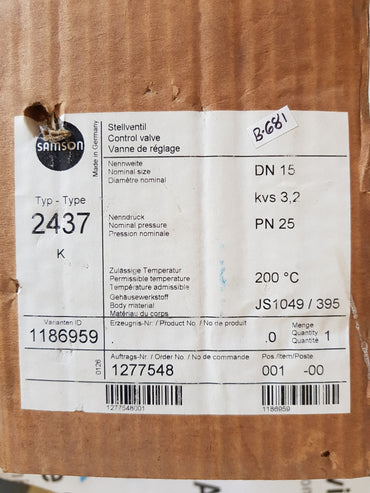 SAMSON
Made in Germany
Stellventil
Control valve
Vanne de réglage
B-681
Typ - Type
2437
K
Nennweite
Nominal size
Diamètre nominal
DN 15
kvs 3,2
Nenndruck
Nominal pressure
Pression nominale
PN 25
Zulässige Temperatur
Permissible temperature
Température admissible
200 °C
Gehäusewerkstoff
Body material
Matériau du corps
JS1049 / 395
Varianten ID
1186959
Erzeugnis-Nr. / Product No. / No de produit
. .0
Menge
Quantity
Quantité
1
0126
Auftrags-Nr. / Order No. / No de commande
1277548
Pos./Item/Poste
001 -00
1277548001
1186959